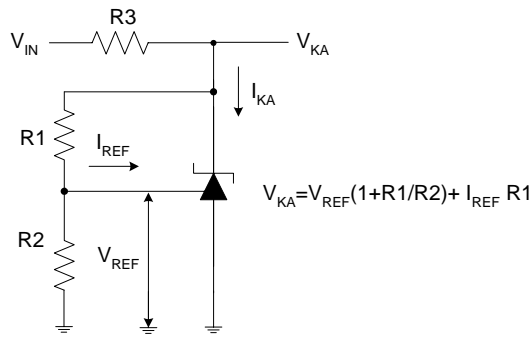 R3
V_IN
V_KA
I_KA
R1
I_REF
V_KA=V_REF(1+R1/R2)+ I_REF R1
R2
V_REF